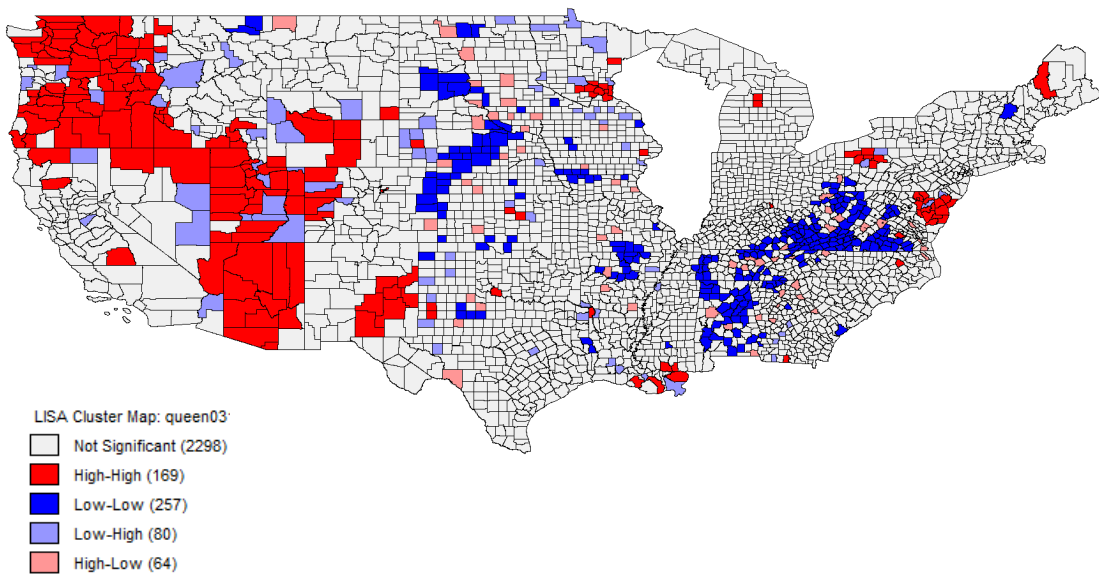 LISA Cluster Map: queen03
Not Significant (2298)
High-High (169)
Low-Low (257)
Low-High (80)
High-Low (64)